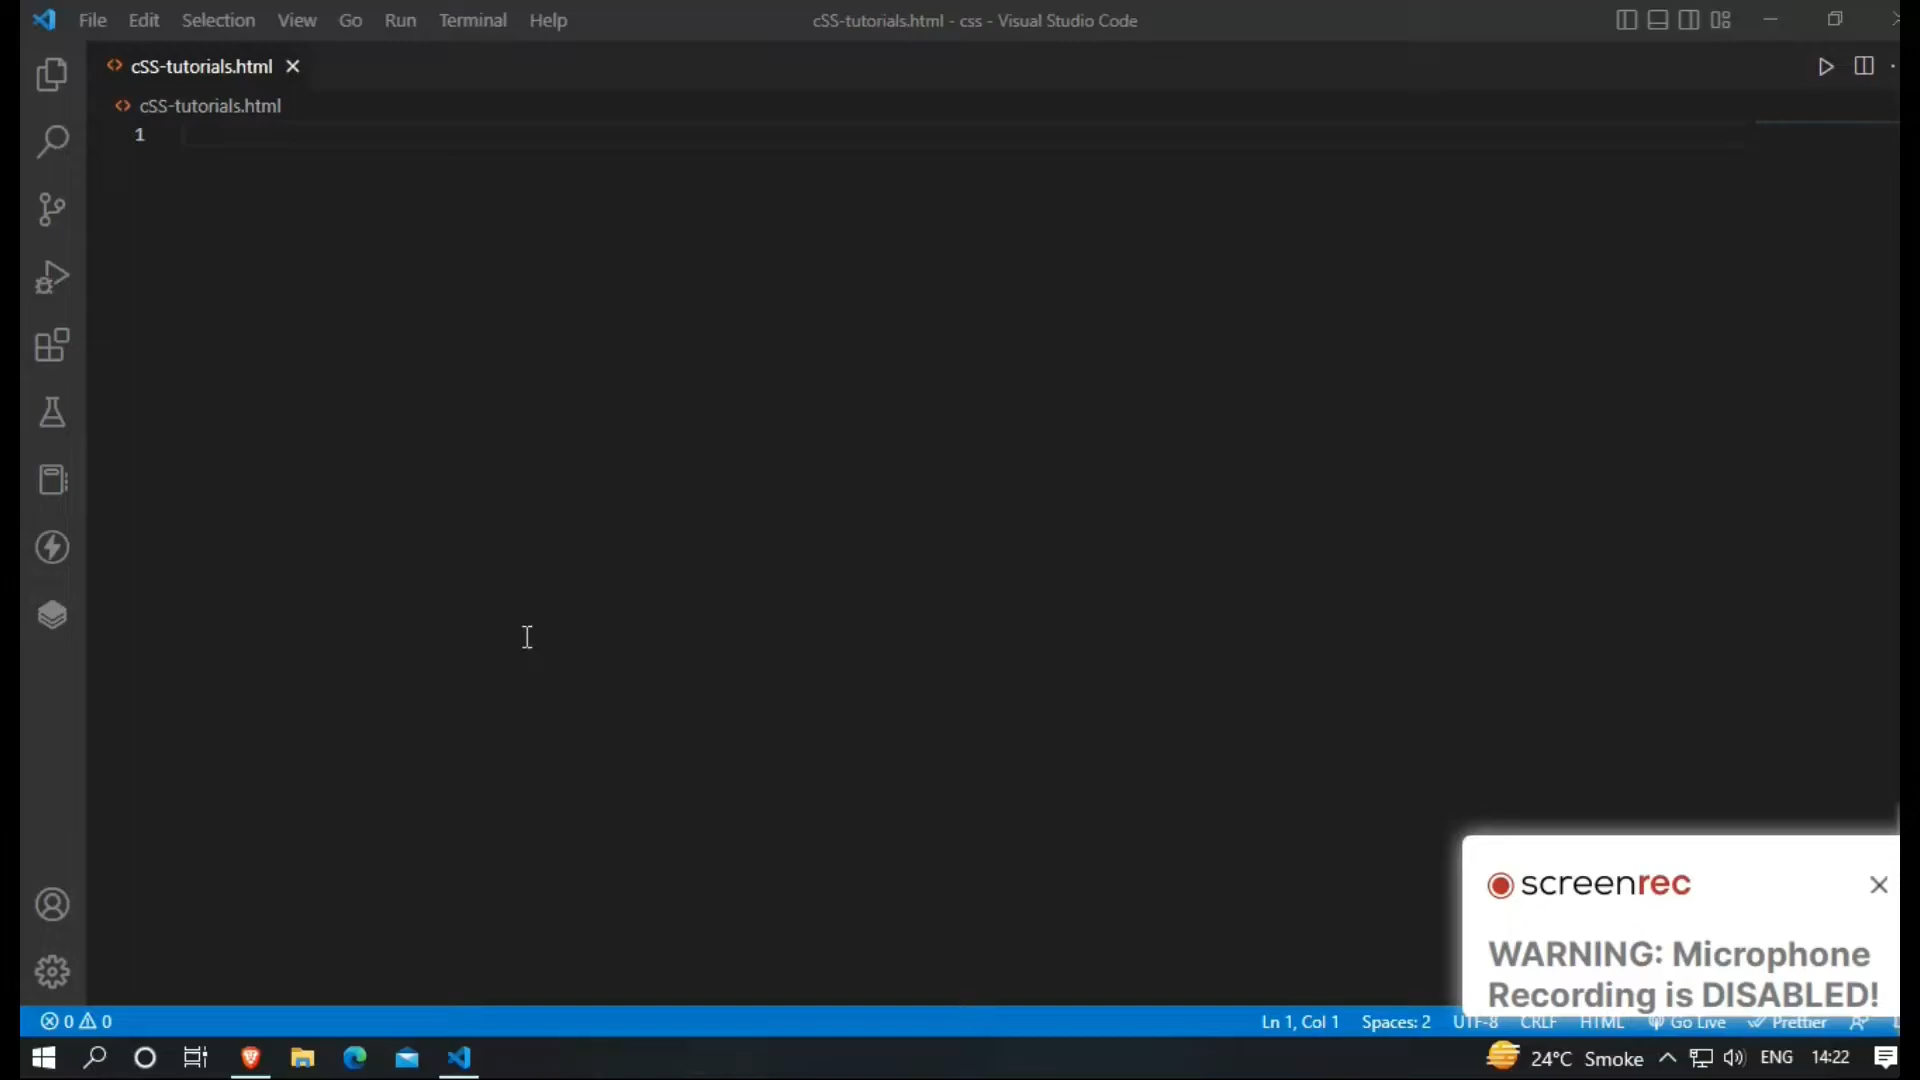 File Edit Selection View Go Run Terminal Help cSS-tutorials.html - css - Visual Studio Code
cSS-tutorials.html
cSS-tutorials.html
1
screenrec
WARNING: Microphone
Recording is DISABLED!
0 0 Ln 1, Col 1 Spaces: 2 UTF-8 CRLF HTML Go Live Prettier
24°C Smoke ENG 14:22